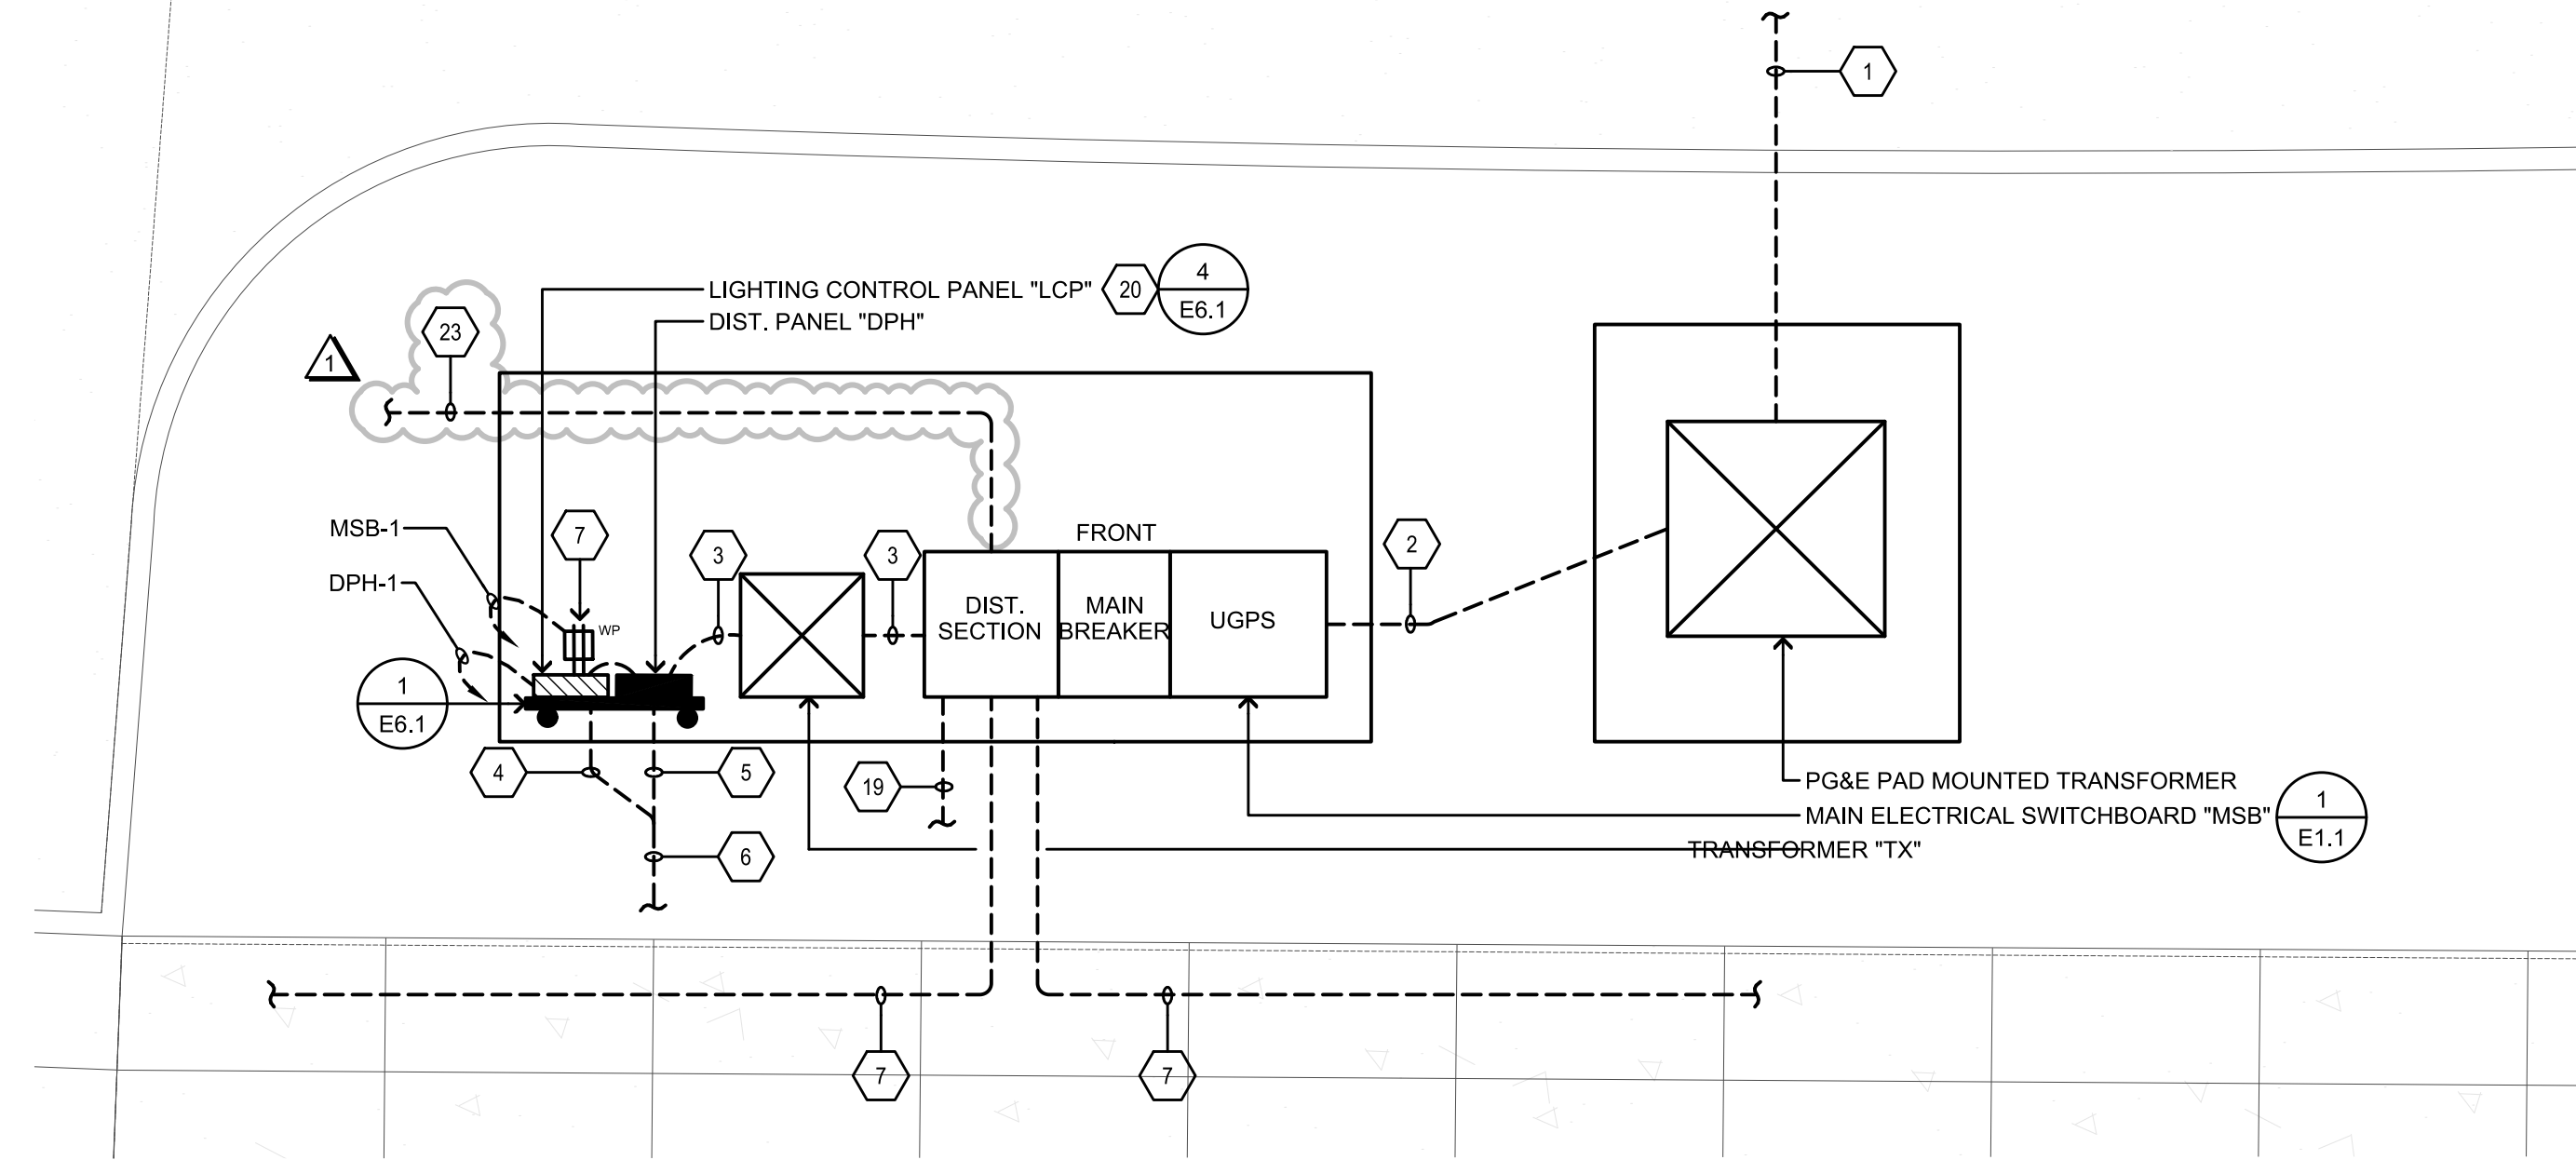 1
LIGHTING CONTROL PANEL "LCP"
20
4
E6.1
DIST. PANEL "DPH"
23
1
MSB-1
7
3
3
FRONT
2
DPH-1
WP
DIST.
SECTION
MAIN
BREAKER
UGPS
1
E6.1
4
5
19
PG&E PAD MOUNTED TRANSFORMER
MAIN ELECTRICAL SWITCHBOARD "MSB"
1
E1.1
6
TRANSFORMER "TX"
7
7